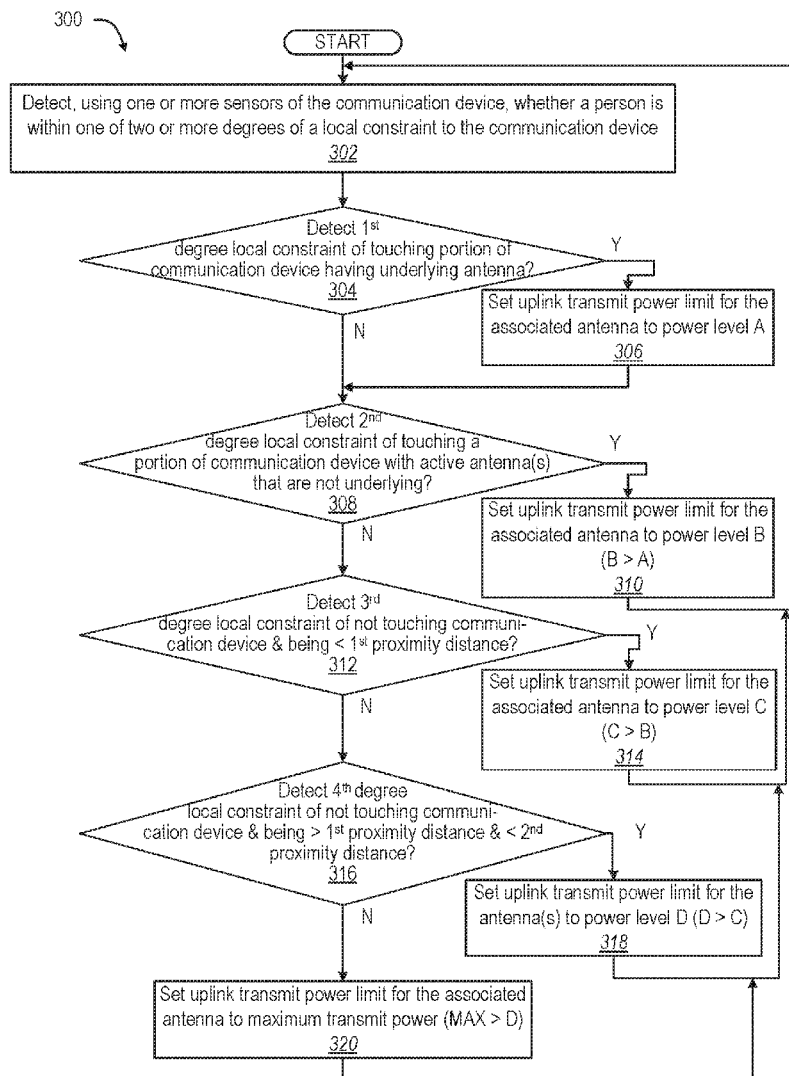 300
START
Detect, using one or more sensors of the communication device, whether a person is
within one of two or more degrees of a local constraint to the communication device
302
Detect 1st
degree local constraint of touching portion of
communication device having underlying antenna?
304
Y
N
Set uplink transmit power limit for the
associated antenna to power level A
306
Detect 2nd
degree local constraint of touching a
portion of communication device with active antenna(s)
that are not underlying?
308
Y
N
Set uplink transmit power limit for the
associated antenna to power level B
(B > A)
310
Detect 3rd
degree local constraint of not touching communi-
cation device & being < 1st proximity distance?
312
Y
N
Set uplink transmit power limit for the
associated antenna to power level C
(C > B)
314
Detect 4th degree
local constraint of not touching communi-
cation device & being > 1st proximity distance & < 2nd
proximity distance?
316
Y
N
Set uplink transmit power limit for the
antenna(s) to power level D (D > C)
318
Set uplink transmit power limit for the associated
antenna to maximum transmit power (MAX > D)
320